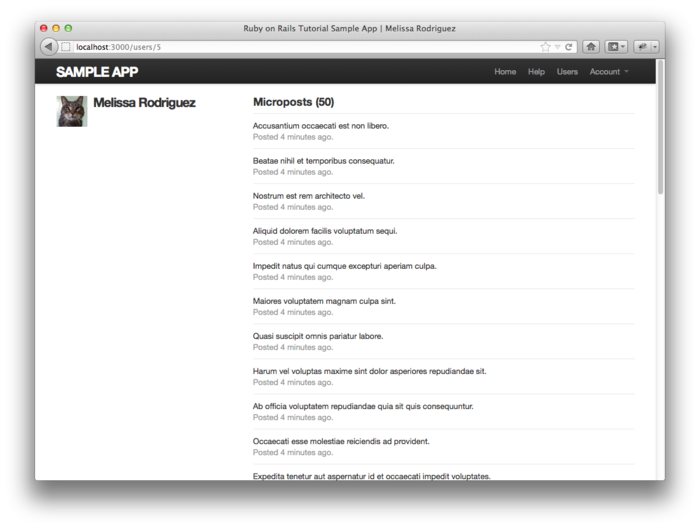 Ruby on Rails Tutorial Sample App | Melissa Rodriguez
localhost:3000/users/5
SAMPLE APP
Home Help Users Account
Melissa Rodriguez
Microposts (50)
Accusantium occaecati est non libero.
Posted 4 minutes ago.
Beatae nihil et temporibus consequatur.
Posted 4 minutes ago.
Nostrum est rem architecto vel.
Posted 4 minutes ago.
Aliquid dolorem facilis voluptatum sequi.
Posted 4 minutes ago.
Impedit natus qui cumque excepturi aperiam culpa.
Posted 4 minutes ago.
Maiores voluptatem magnam culpa sint.
Posted 4 minutes ago.
Quasi suscipit omnis pariatur labore.
Posted 4 minutes ago.
Harum vel voluptas maxime sint dolor asperiores repudiandae sit.
Posted 4 minutes ago.
Ab officia voluptatem repudiandae quia sit quis consequuntur.
Posted 4 minutes ago.
Occaecati esse molestiae reiciendis ad provident.
Posted 4 minutes ago.
Expedita tenetur aut aspernatur id et occaecati impedit voluptates.